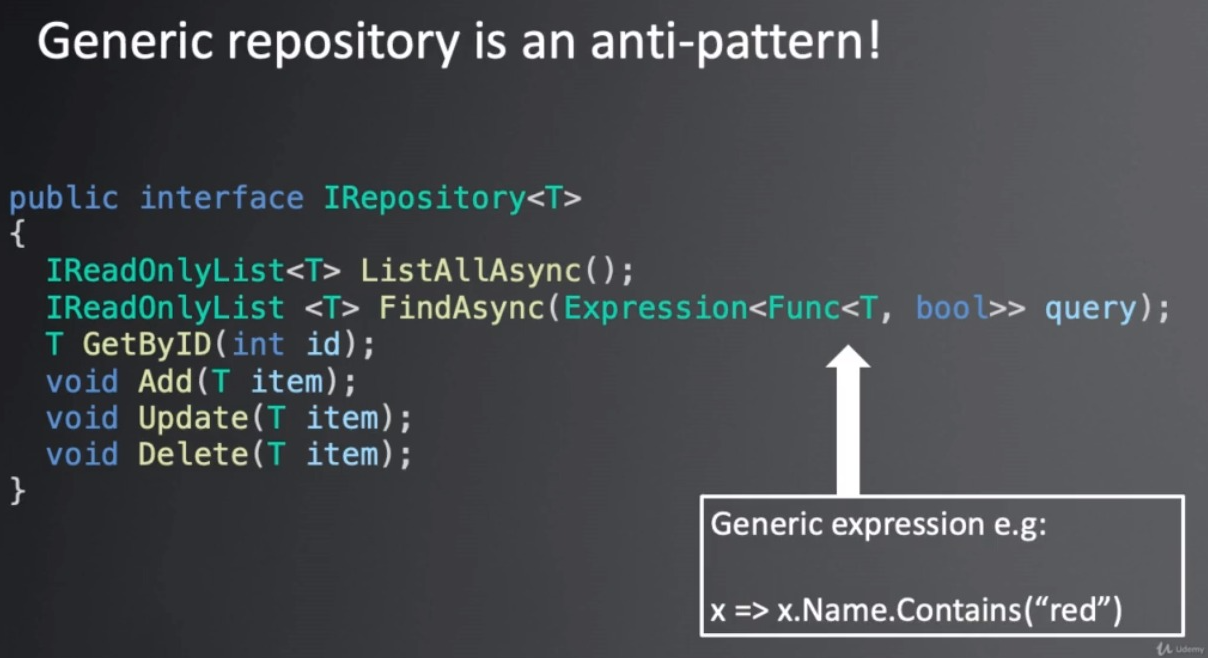 Generic repository is an anti-pattern!
public interface IRepository<T>
{
IReadOnlyList<T> ListAllAsync();
IReadOnlyList <T> FindAsync(Expression<Func<T, bool>> query);
T GetByID(int id);
void Add(T item);
void Update(T item);
void Delete(T item);
}
Generic expression e.g:
x => x.Name.Contains(“red”)
Udemy